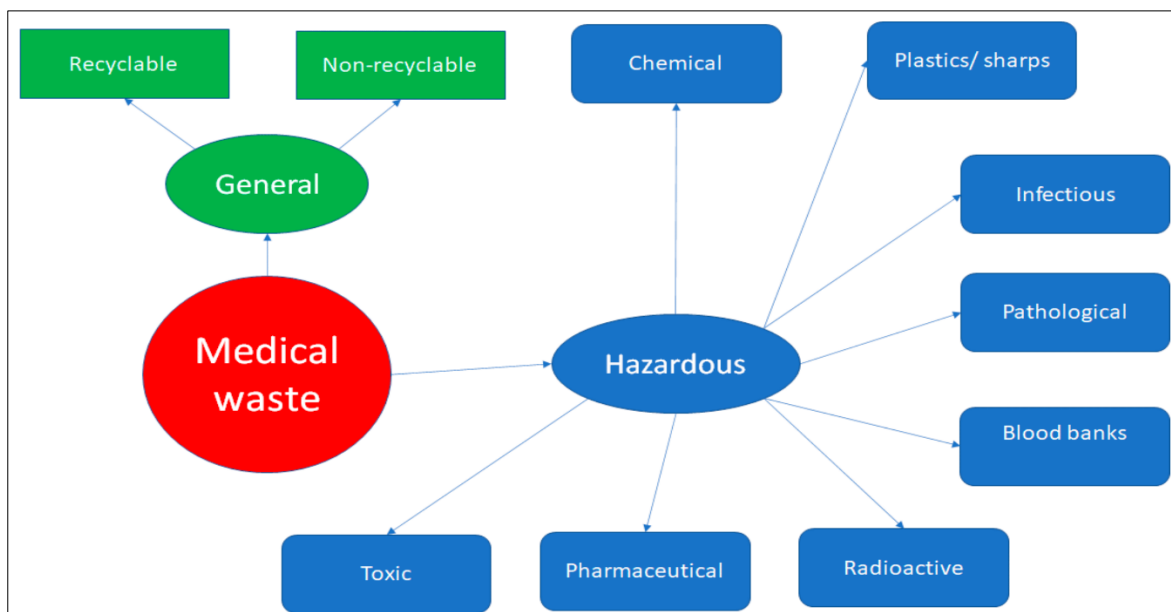 Recyclable
Non-recyclable
Chemical
Plastics/ sharps
General
Infectious
Pathological
Medical
waste
Hazardous
Blood banks
Toxic
Pharmaceutical
Radioactive